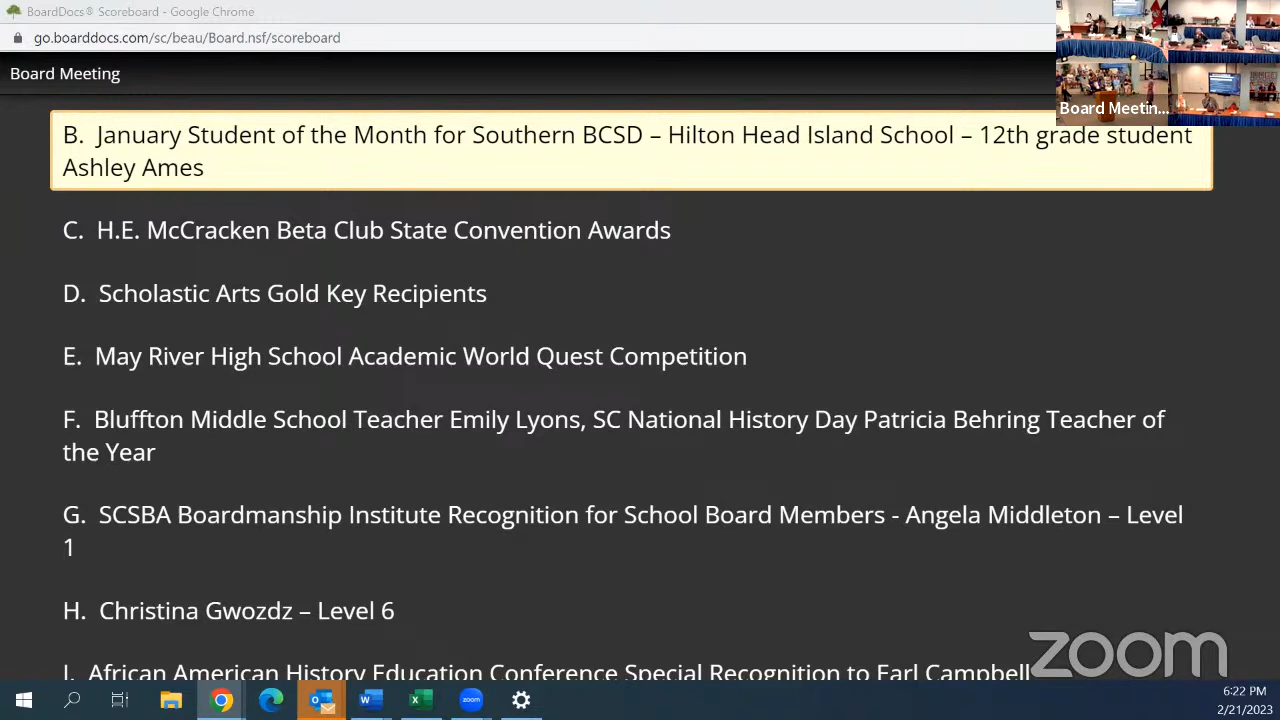 BoardDocs® Scoreboard - Google Chrome
go.boarddocs.com/sc/beau/Board.nsf/scoreboard
Board Meeting
Board Meetin...
B. January Student of the Month for Southern BCSD – Hilton Head Island School – 12th grade student
Ashley Ames
C. H.E. McCracken Beta Club State Convention Awards
D. Scholastic Arts Gold Key Recipients
E. May River High School Academic World Quest Competition
F. Bluffton Middle School Teacher Emily Lyons, SC National History Day Patricia Behring Teacher of
the Year
G. SCSBA Boardmanship Institute Recognition for School Board Members - Angela Middleton – Level
1
H. Christina Gwozdz – Level 6
I. African American History Education Conference Special Recognition to Earl Campbell
zoom
zoom
6:22 PM
2/21/2023